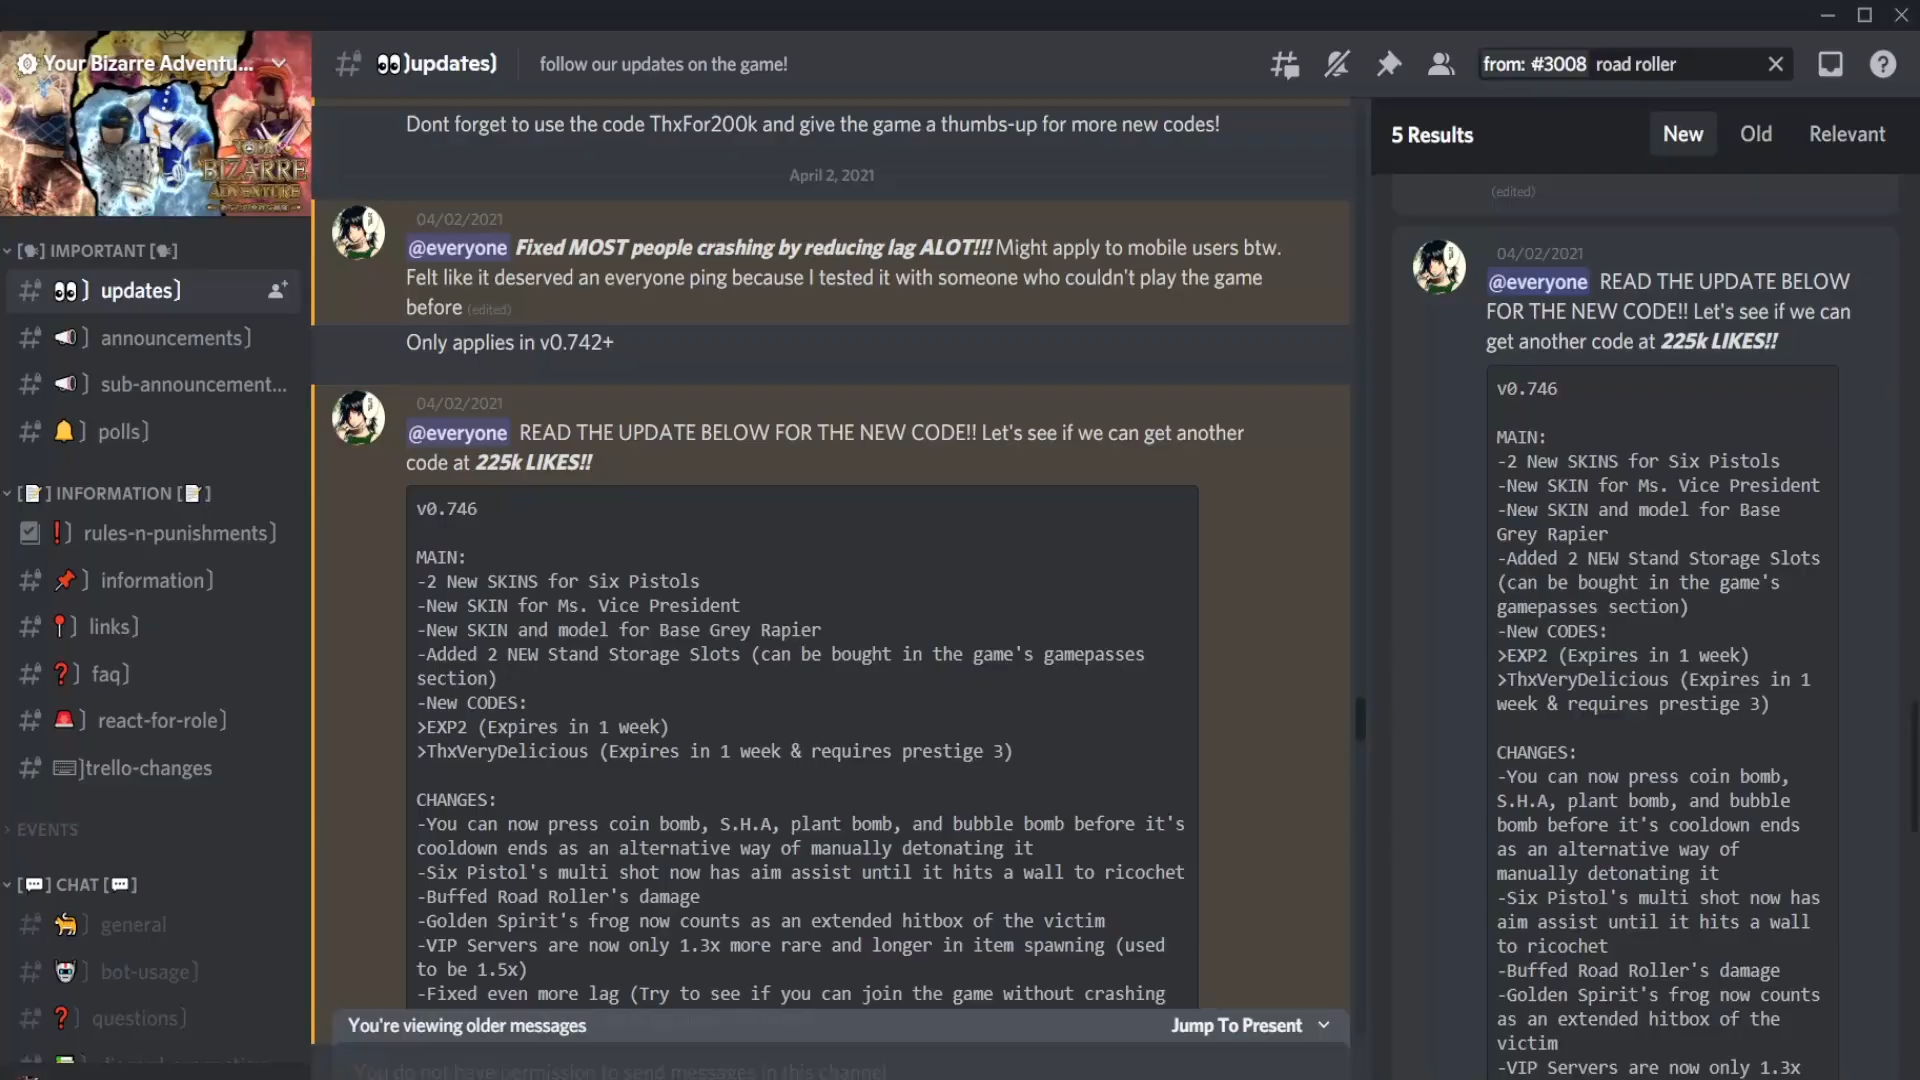 Your Bizarre Adventu...
YOUR
BIZARRE
ADVENTURE
[ ] IMPORTANT [ ]
updates]
announcements]
sub-announcement...
polls]
[ ] INFORMATION [ ]
rules-n-punishments]
information]
links]
faq]
react-for-role]
]trello-changes
EVENTS
[ ] CHAT [ ]
general
bot-usage]
questions]
]updates]
follow our updates on the game!
from: #3008 road roller
Dont forget to use the code ThxFor200k and give the game a thumbs-up for more new codes!
April 2, 2021
04/02/2021
@everyone Fixed MOST people crashing by reducing lag ALOT!!! Might apply to mobile users btw.
Felt like it deserved an everyone ping because I tested it with someone who couldn't play the game
before (edited)
Only applies in v0.742+
04/02/2021
@everyone READ THE UPDATE BELOW FOR THE NEW CODE!! Let's see if we can get another
code at 225k LIKES!!
v0.746
MAIN:
-2 New SKINS for Six Pistols
-New SKIN for Ms. Vice President
-New SKIN and model for Base Grey Rapier
-Added 2 NEW Stand Storage Slots (can be bought in the game's gamepasses
section)
-New CODES:
>EXP2 (Expires in 1 week)
>ThxVeryDelicious (Expires in 1 week & requires prestige 3)
CHANGES:
-You can now press coin bomb, S.H.A, plant bomb, and bubble bomb before it's
cooldown ends as an alternative way of manually detonating it
-Six Pistol's multi shot now has aim assist until it hits a wall to ricochet
-Buffed Road Roller's damage
-Golden Spirit's frog now counts as an extended hitbox of the victim
-VIP Servers are now only 1.3x more rare and longer in item spawning (used
to be 1.5x)
-Fixed even more lag (Try to see if you can join the game without crashing
You're viewing older messages
Jump To Present
You do not have permission to send messages in this channel
5 Results
New
Old
Relevant
(edited)
04/02/2021
@everyone READ THE UPDATE BELOW
FOR THE NEW CODE!! Let's see if we can
get another code at 225k LIKES!!
v0.746
MAIN:
-2 New SKINS for Six Pistols
-New SKIN for Ms. Vice President
-New SKIN and model for Base
Grey Rapier
-Added 2 NEW Stand Storage Slots
(can be bought in the game's
gamepasses section)
-New CODES:
>EXP2 (Expires in 1 week)
>ThxVeryDelicious (Expires in 1
week & requires prestige 3)
CHANGES:
-You can now press coin bomb,
S.H.A, plant bomb, and bubble
bomb before it's cooldown ends
as an alternative way of
manually detonating it
-Six Pistol's multi shot now has
aim assist until it hits a wall
to ricochet
-Buffed Road Roller's damage
-Golden Spirit's frog now counts
as an extended hitbox of the
victim
-VIP Servers are now only 1.3x